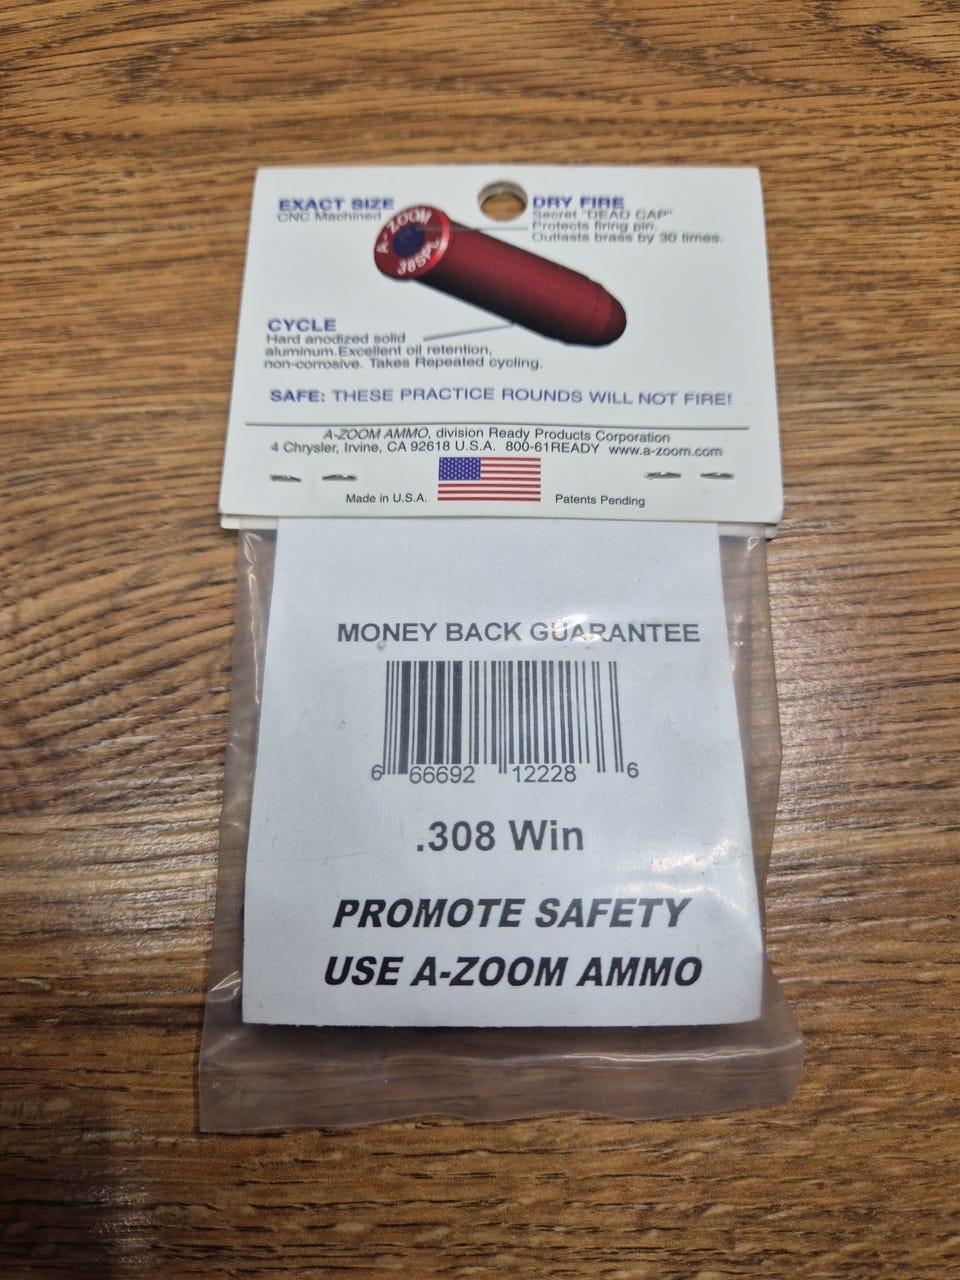 EXACT SIZE
CNC Machined
DRY FIRE
Secret "DEAD CAP"
Protects firing pin.
Outlasts brass by 30 times.
A-ZOOM
38SPL
CYCLE
Hard anodized solid
aluminum.Excellent oil retention,
non-corrosive. Takes Repeated cycling.
SAFE: THESE PRACTICE ROUNDS WILL NOT FIRE!
A-ZOOM AMMO, division Ready Products Corporation
4 Chrysler, Irvine, CA 92618 U.S.A. 800-61READY www.a-zoom.com
Made in U.S.A.
Patents Pending
MONEY BACK GUARANTEE
6 66692 12228 6
.308 Win
PROMOTE SAFETY
USE A-ZOOM AMMO